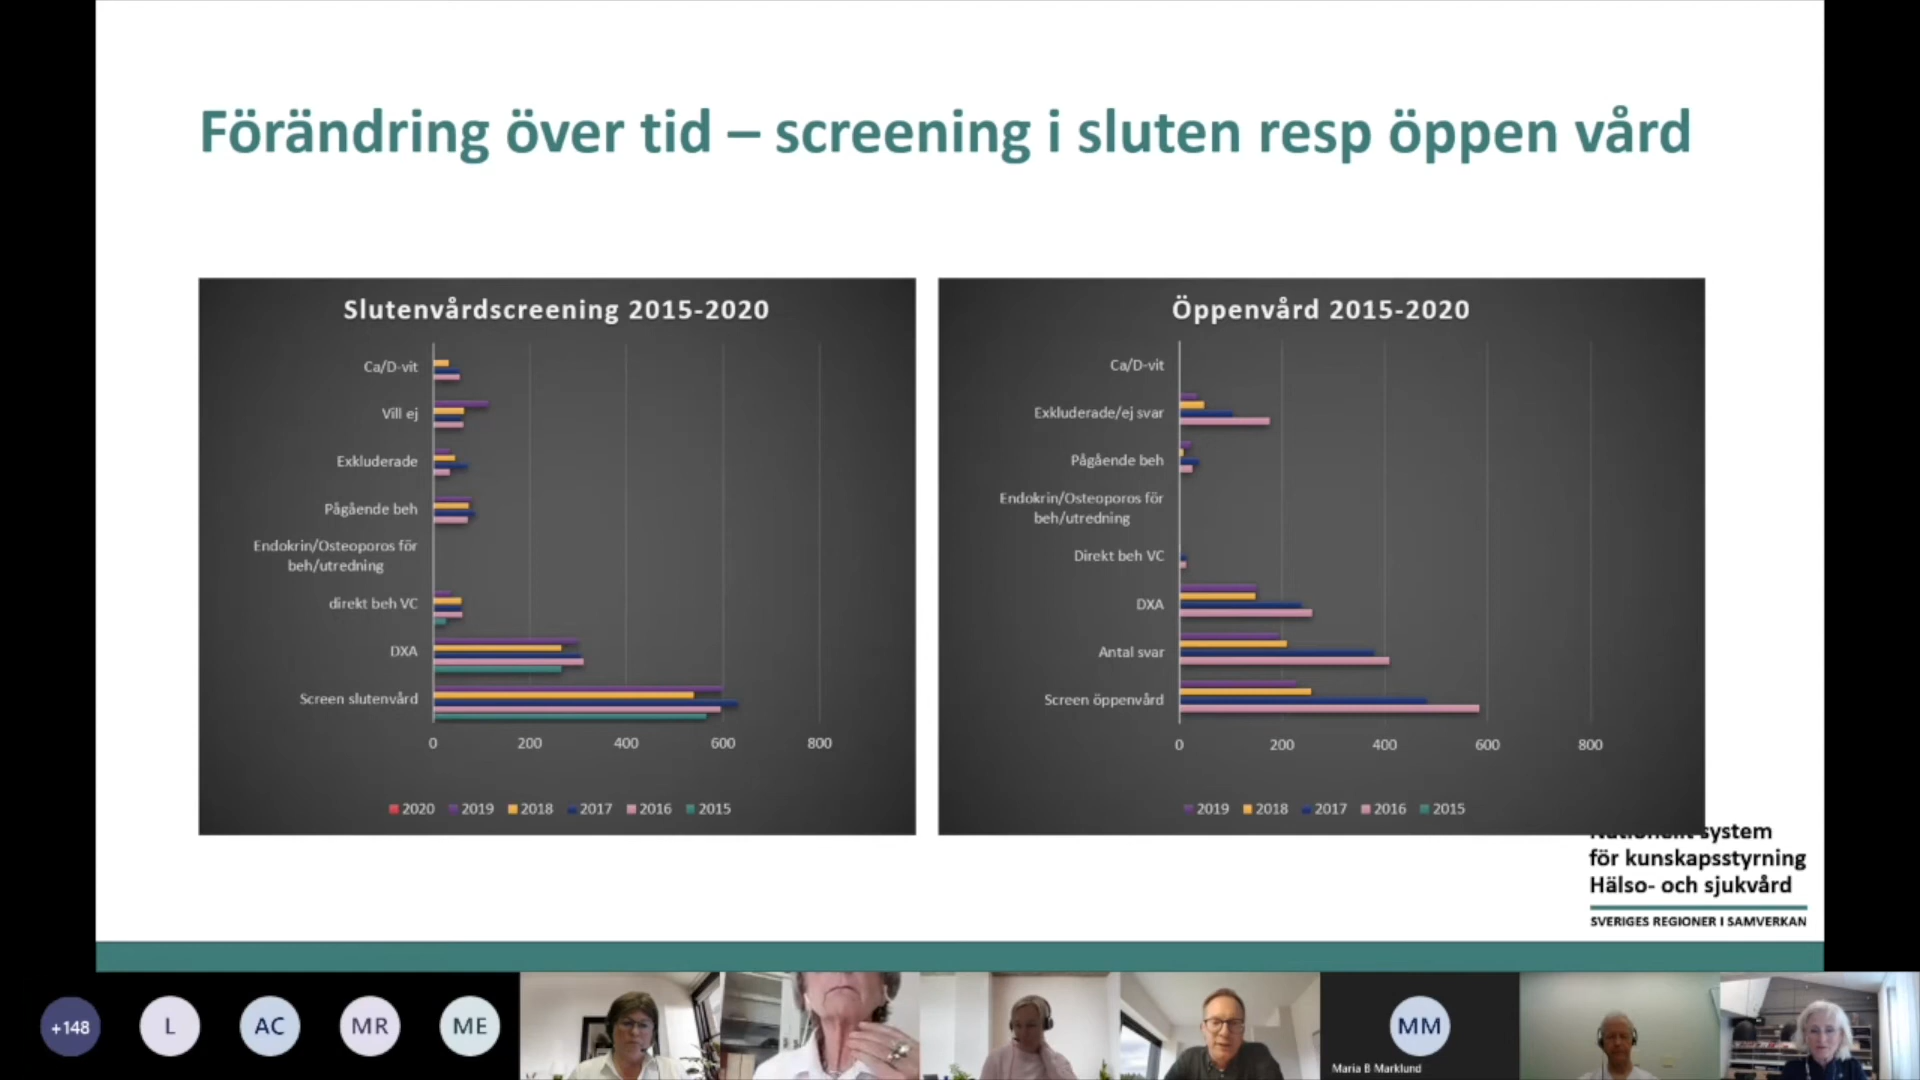 Förändring över tid – screening i sluten resp öppen vård
Slutenvårdscreening 2015-2020
Ca/D-vit
Vill ej
Exkluderade
Pågående beh
Endokrin/Osteoporos för
beh/utredning
direkt beh VC
DXA
Screen slutenvård
0 200 400 600 800
2020 2019 2018 2017 2016 2015
Öppenvård 2015-2020
Ca/D-vit
Exkluderade/ej svar
Pågående beh
Endokrin/Osteoporos för
beh/utredning
Direkt beh VC
DXA
Antal svar
Screen öppenvård
0 200 400 600 800
2019 2018 2017 2016 2015
Nationellt system
för kunskapsstyrning
Hälso- och sjukvård
SVERIGES REGIONER I SAMVERKAN
+148 L AC MR ME MM
Maria B Marklund